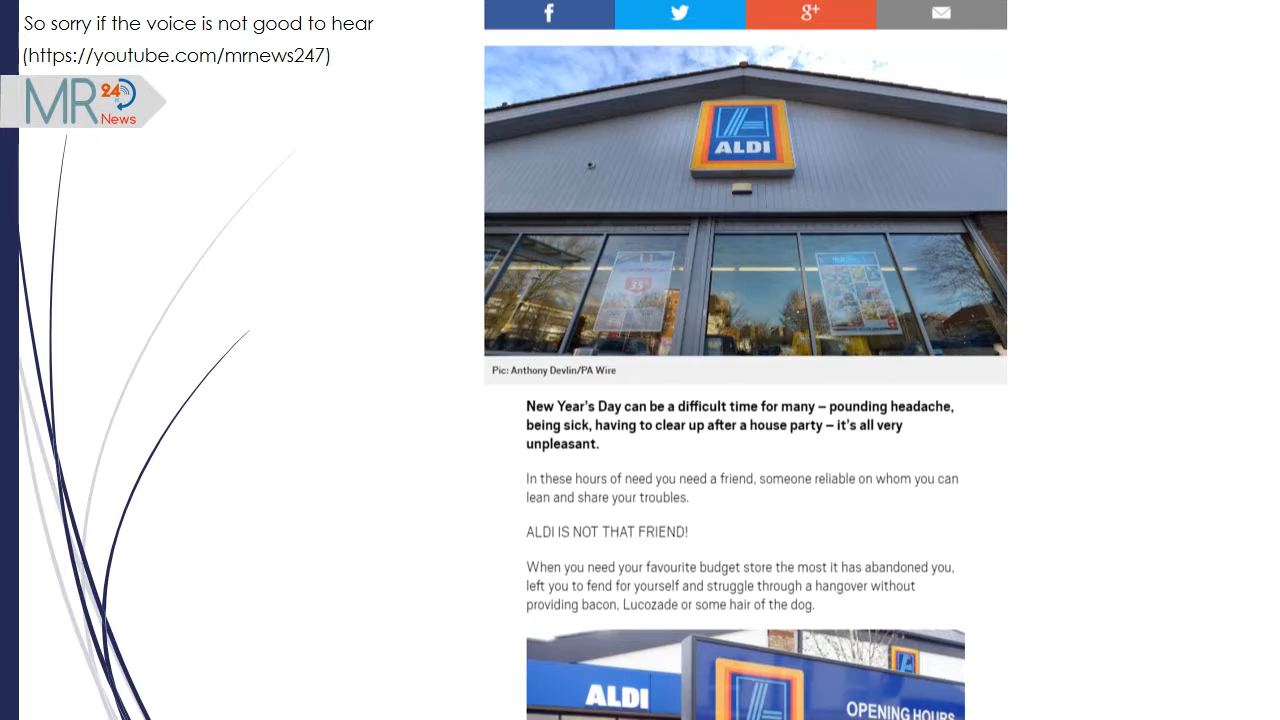 So sorry if the voice is not good to hear
(https://youtube.com/mrnews247)
MR 24
News
f
g+
ALDI
Pic: Anthony Devlin/PA Wire
New Year's Day can be a difficult time for many – pounding headache,
being sick, having to clear up after a house party – it's all very
unpleasant.
In these hours of need you need a friend, someone reliable on whom you can
lean and share your troubles.
ALDI IS NOT THAT FRIEND!
When you need your favourite budget store the most it has abandoned you,
left you to fend for yourself and struggle through a hangover without
providing bacon, Lucozade or some hair of the dog.
ALDI
OPENING HOURS